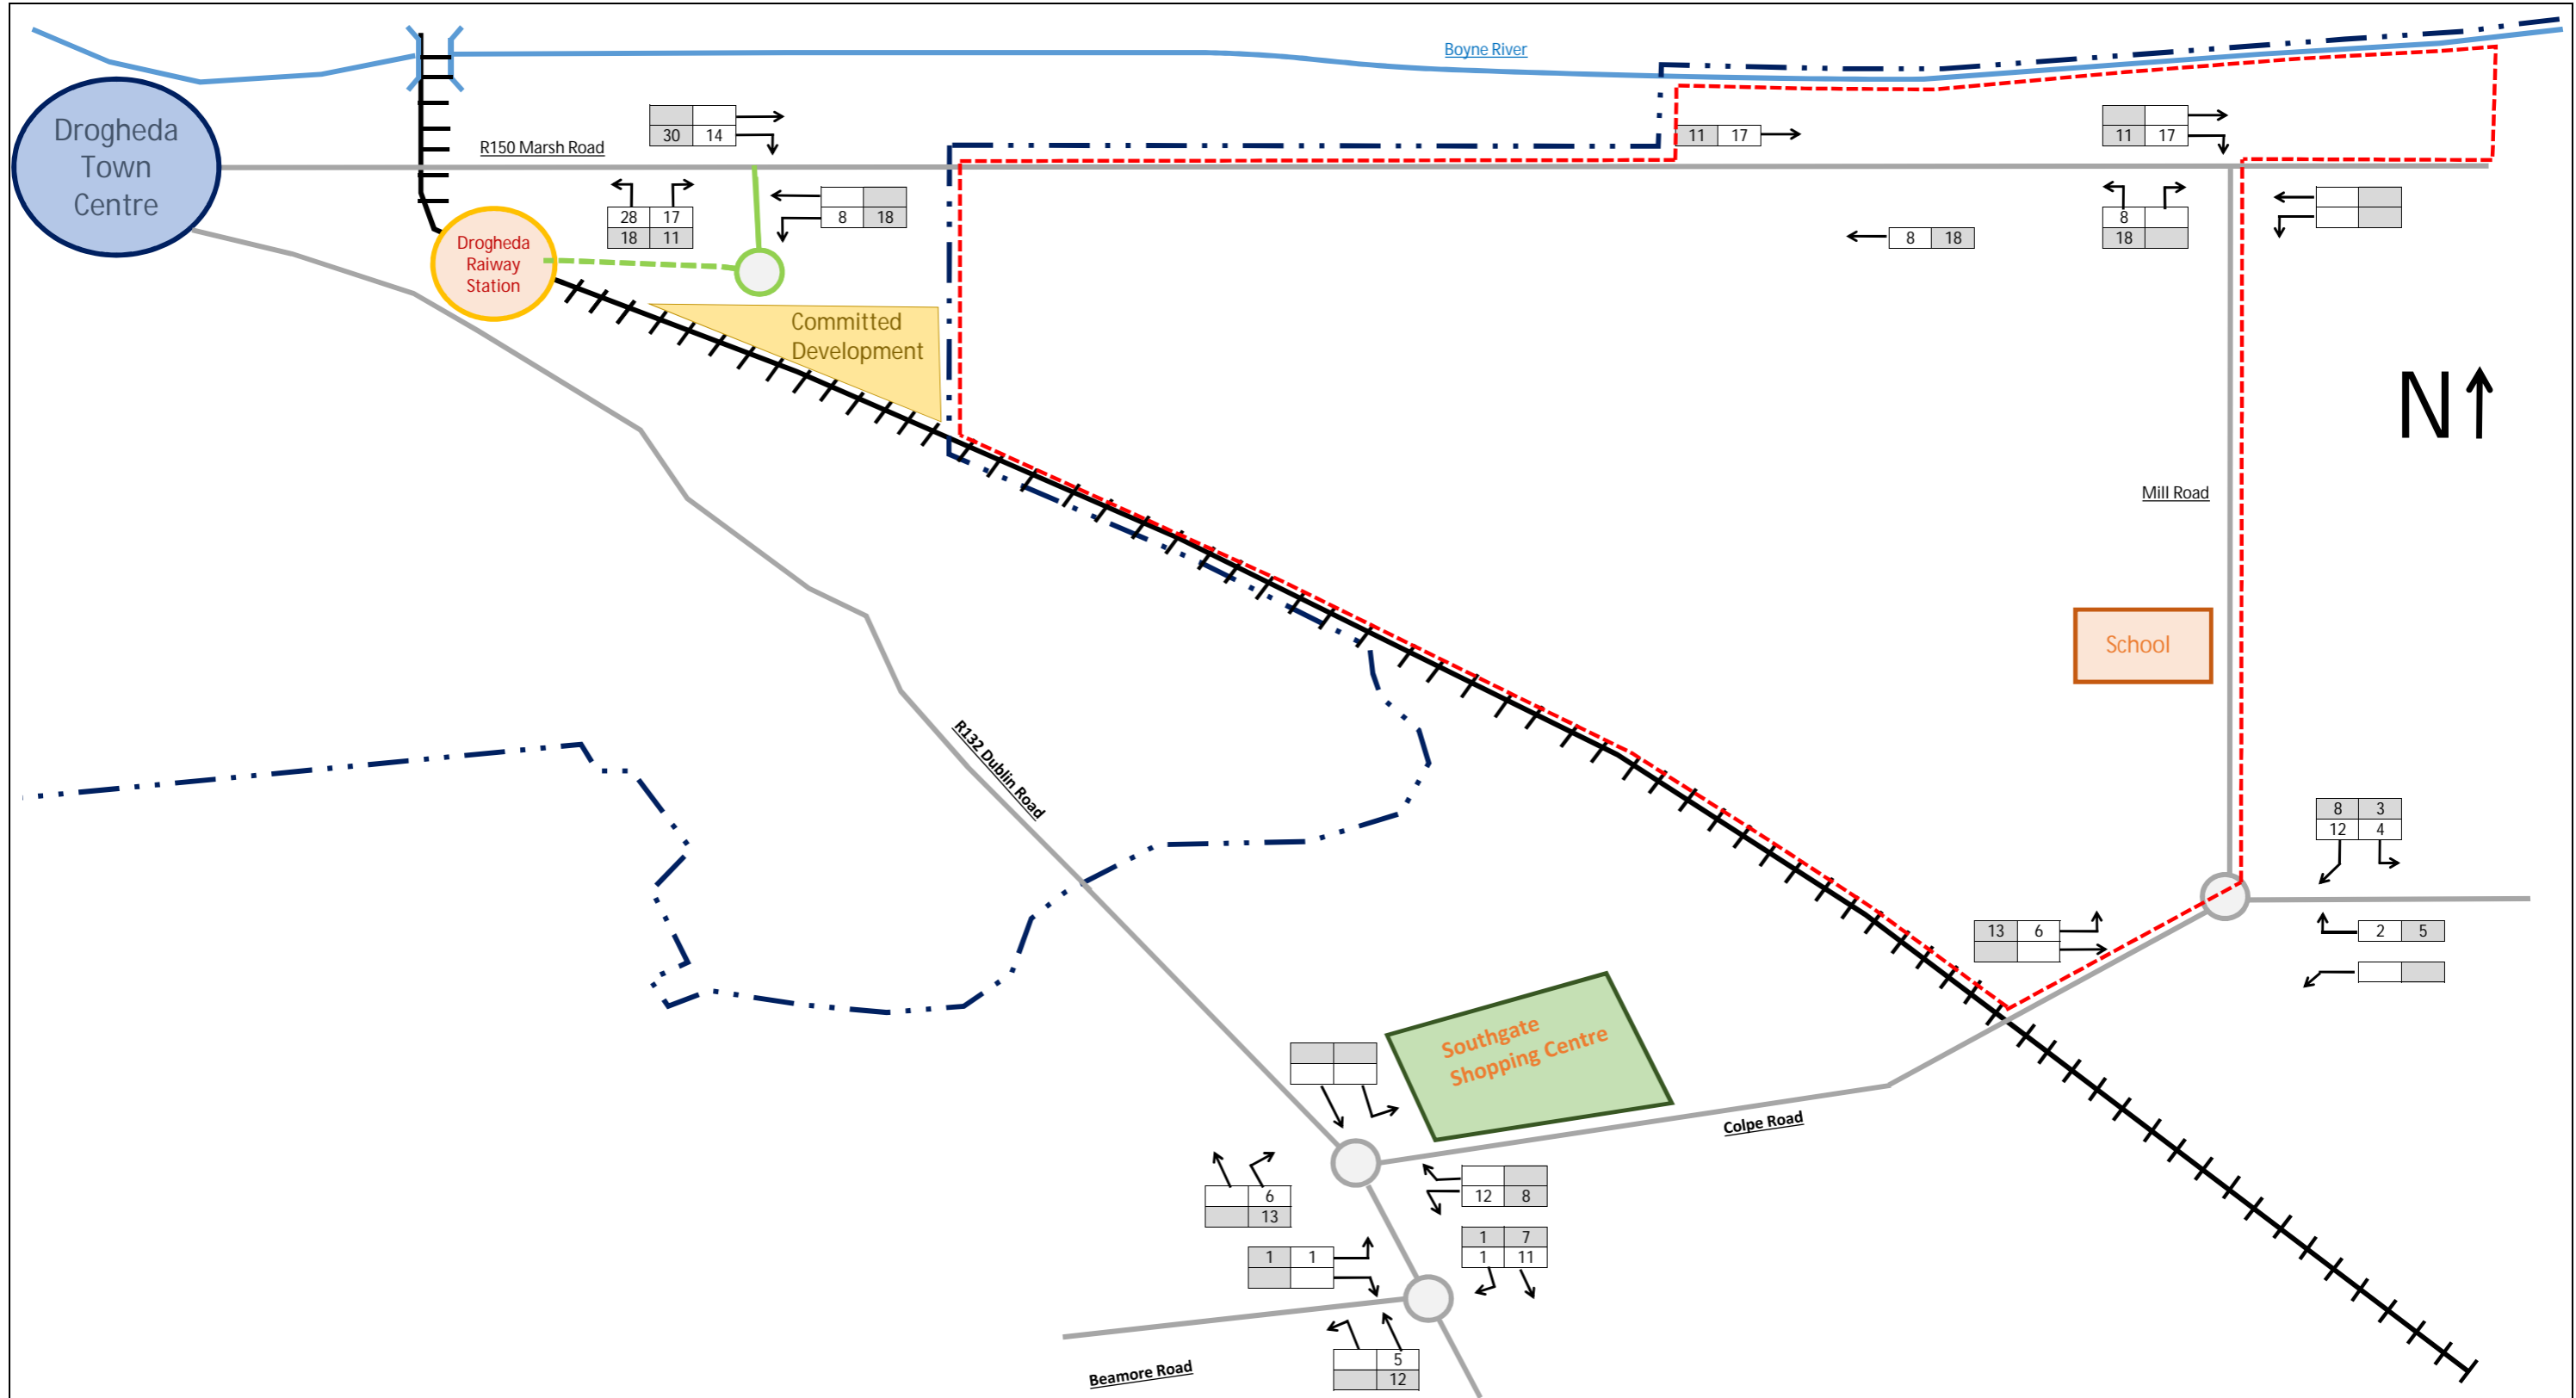 Boyne River
Drogheda
Town
Centre
30 14
R150 Marsh Road
11 17
11 17
28 17
18 11
8 18
8
18
8 18
Drogheda
Raiway
Station
Committed
Development
N
Mill Road
School
R132 Dublin Road
8 3
12 4
13 6
2 5
Southgate
Shopping Centre
Colpe Road
6
13
12 8
1 7
1 11
1 1
5
12
Beamore Road